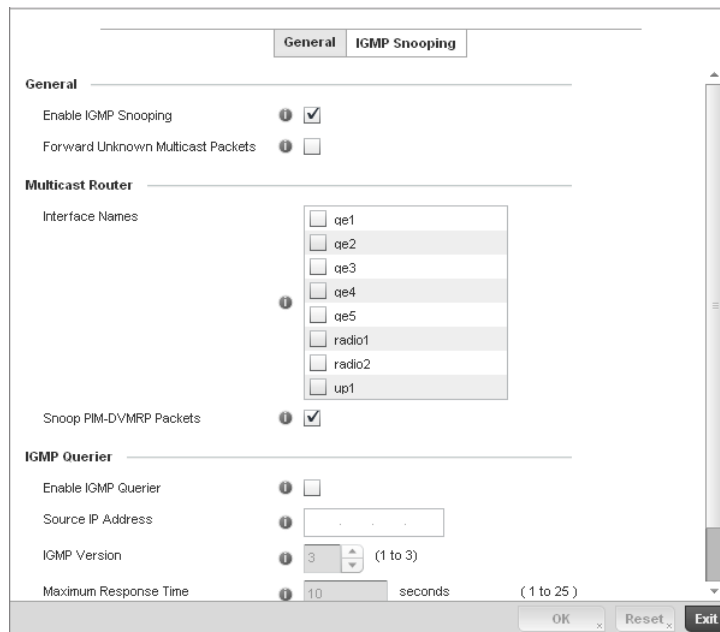 General IGMP Snooping
General
Enable IGMP Snooping
Forward Unknown Multicast Packets
Multicast Router
Interface Names
ge1
ge2
ge3
ge4
ge5
radio1
radio2
up1
Snoop PIM-DVMRP Packets
IGMP Querier
Enable IGMP Querier
Source IP Address
IGMP Version 3 (1 to 3)
Maximum Response Time 10 seconds ( 1 to 25 )
OK Reset Exit